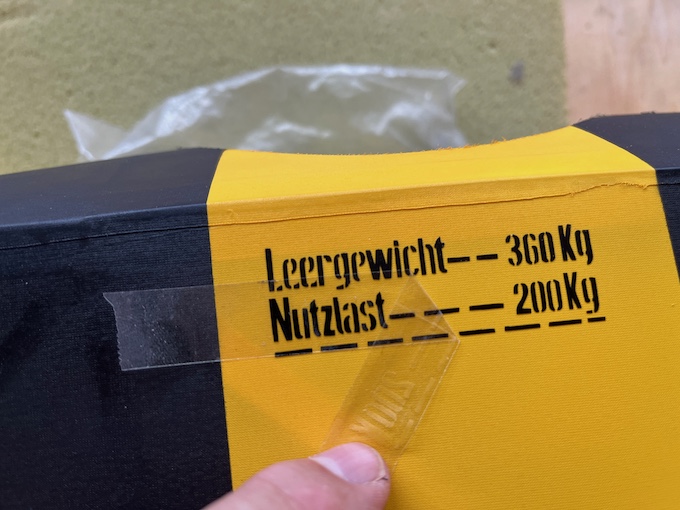 Leergewicht-- 360Kg
Nutzlast--- 200Kg